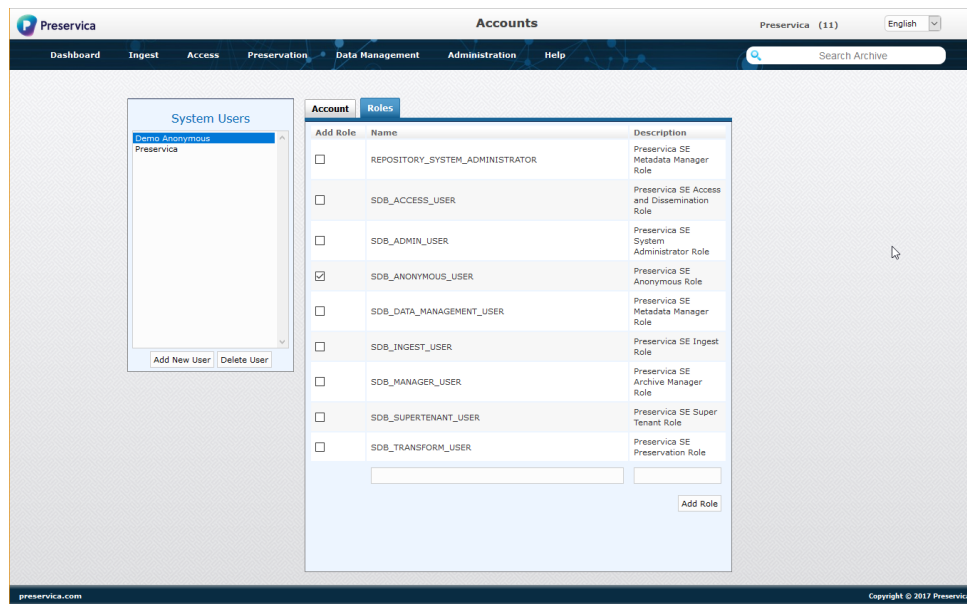 Preservica
Accounts
Preservica (11)
English
Dashboard Ingest Access Preservation Data Management Administration Help
Search Archive
System Users
Demo Anonymous
Preservica
Add New User Delete User
Account Roles
Add Role Name Description
REPOSITORY_SYSTEM_ADMINISTRATOR
Preservica SE
Metadata Manager
Role
SDB_ACCESS_USER
Preservica SE Access
and Dissemination
Role
SDB_ADMIN_USER
Preservica SE
System
Administrator Role
SDB_ANONYMOUS_USER
Preservica SE
Anonymous Role
SDB_DATA_MANAGEMENT_USER
Preservica SE
Metadata Manager
Role
SDB_INGEST_USER
Preservica SE Ingest
Role
SDB_MANAGER_USER
Preservica SE
Archive Manager
Role
SDB_SUPERTENANT_USER
Preservica SE Super
Tenant Role
SDB_TRANSFORM_USER
Preservica SE
Preservation Role
Add Role
preservica.com
Copyright © 2017 Preservic